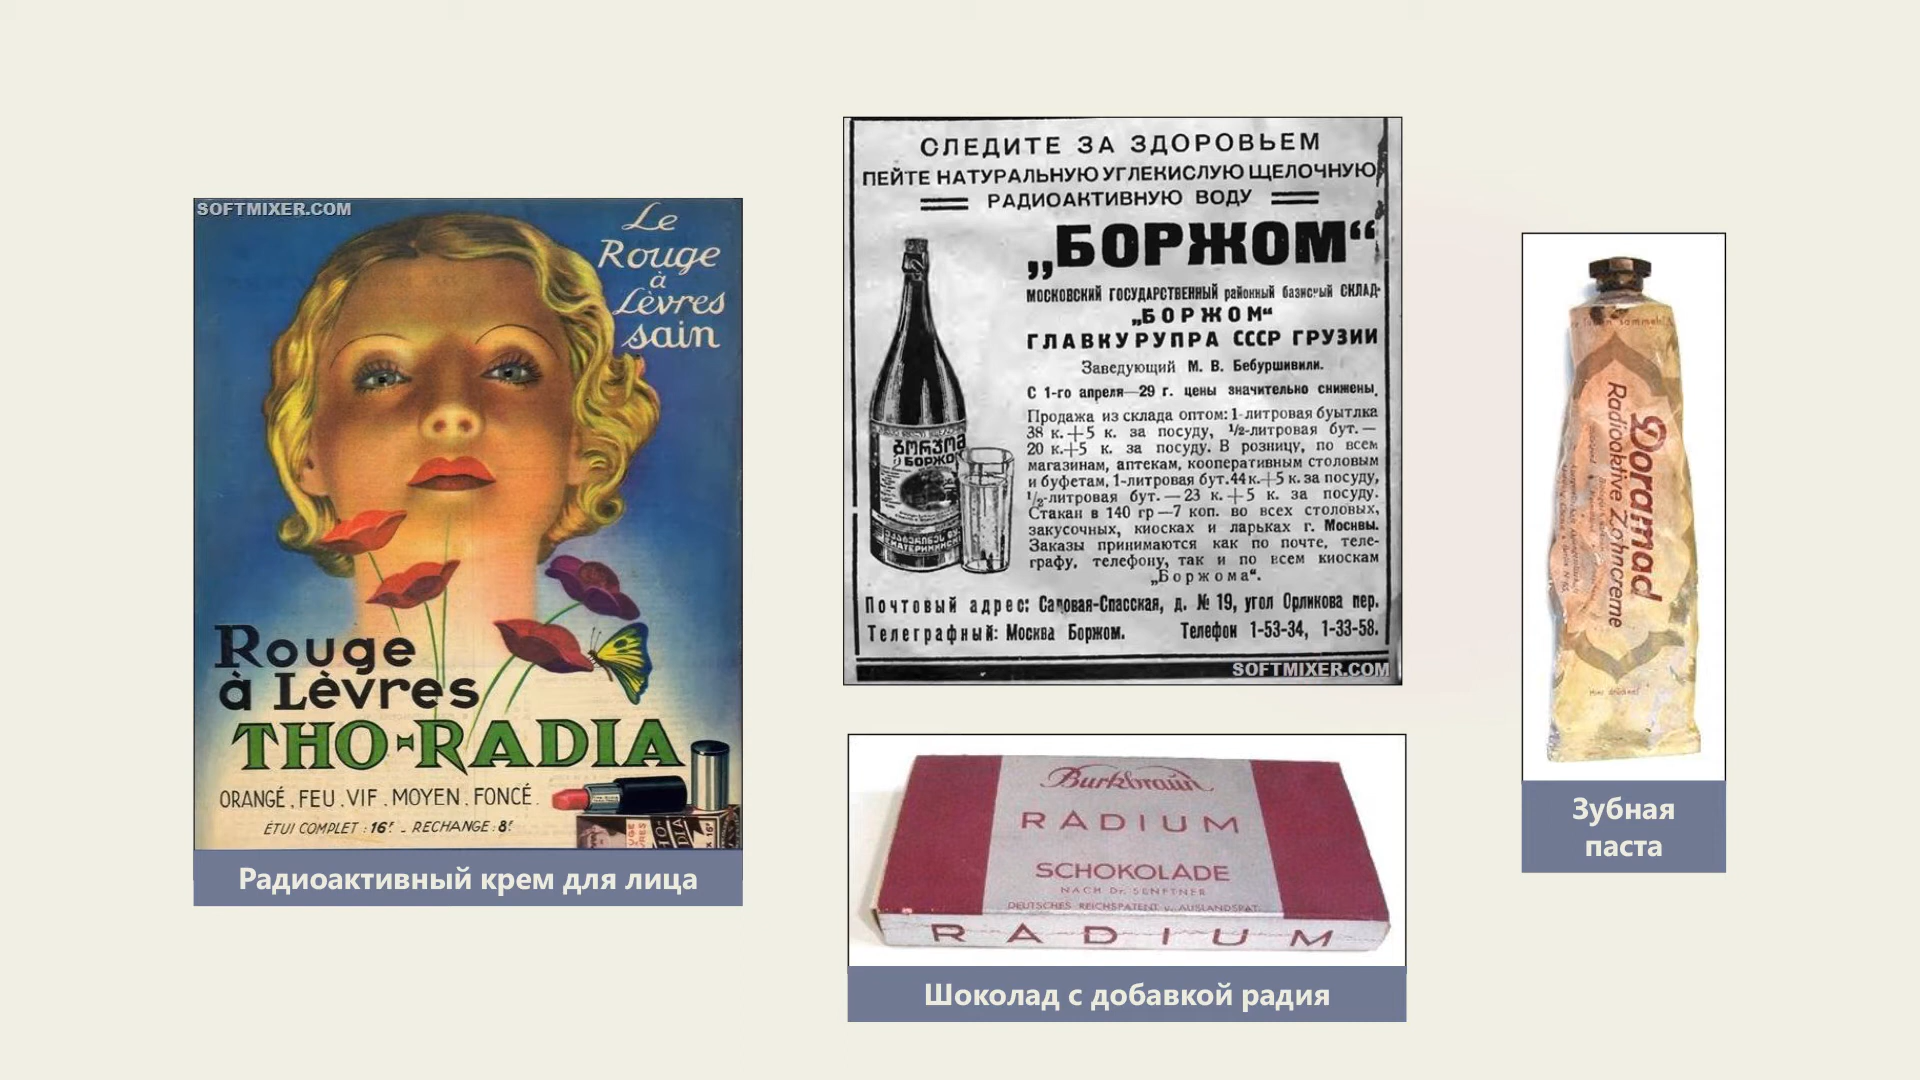 SOFTMIXER.COM
Le
Rouge
à
Lèvres
sain
Rouge
à Lèvres
THO-RADIA
ORANGÉ . FEU . VIF . MOYEN . FONCÉ .
ÉTUI COMPLET : 16F - RECHANGE : 8F
Радиоактивный крем для лица
СЛЕДИТЕ ЗА ЗДОРОВЬЕМ
ПЕЙТЕ НАТУРАЛЬНУЮ УГЛЕКИСЛУЮ ЩЕЛОЧНУЮ
РАДИОАКТИВНУЮ ВОДУ
„БОРЖОМ“
МОСКОВСКИЙ ГОСУДАРСТВЕННЫЙ районный базисный СКЛАД-
„БОРЖОМ“
ГЛАВКУРУПРА СССР ГРУЗИИ
Заведующий М. В. Бебуршивили.
С 1-го апреля—29 г. цены значительно снижены,
Продажа из склада оптом: 1-литровая буытлка
38 к.+5 к. за посуду, 1/2-литровая бут.—
20 к.+5 к. за посуду. В розницу, по всем
магазинам, аптекам, кооперативным столовым
и буфетам, 1-литровая бут.44к.+5 к. за посуду,
1/2-литровая бут.—23 к.+5 к. за посуду.
Стакан в 140 гр—7 коп. во всех столовых,
закусочных, киосках и ларьках г. Москвы.
Заказы принимаются как по почте, теле-
графу, телефону, так и по всем киоскам
„Боржома“.
ბორჯომ
БОРЖОМ
Почтовый адрес: Садовая-Спасская, д. № 19, угол Орликова пер.
Телеграфный: Москва Боржом. Телефон 1-53-34, 1-33-58.
SOFTMIXER.COM
Burkbraun
RADIUM
SCHOKOLADE
NACH Dr. SENFTNER
DEUTSCHES REICHSPATENT u. AUSLANDSPAT.
RADIUM
Шоколад с добавкой радия
Doramad
Radioaktive Zahncreme
Зубная
паста